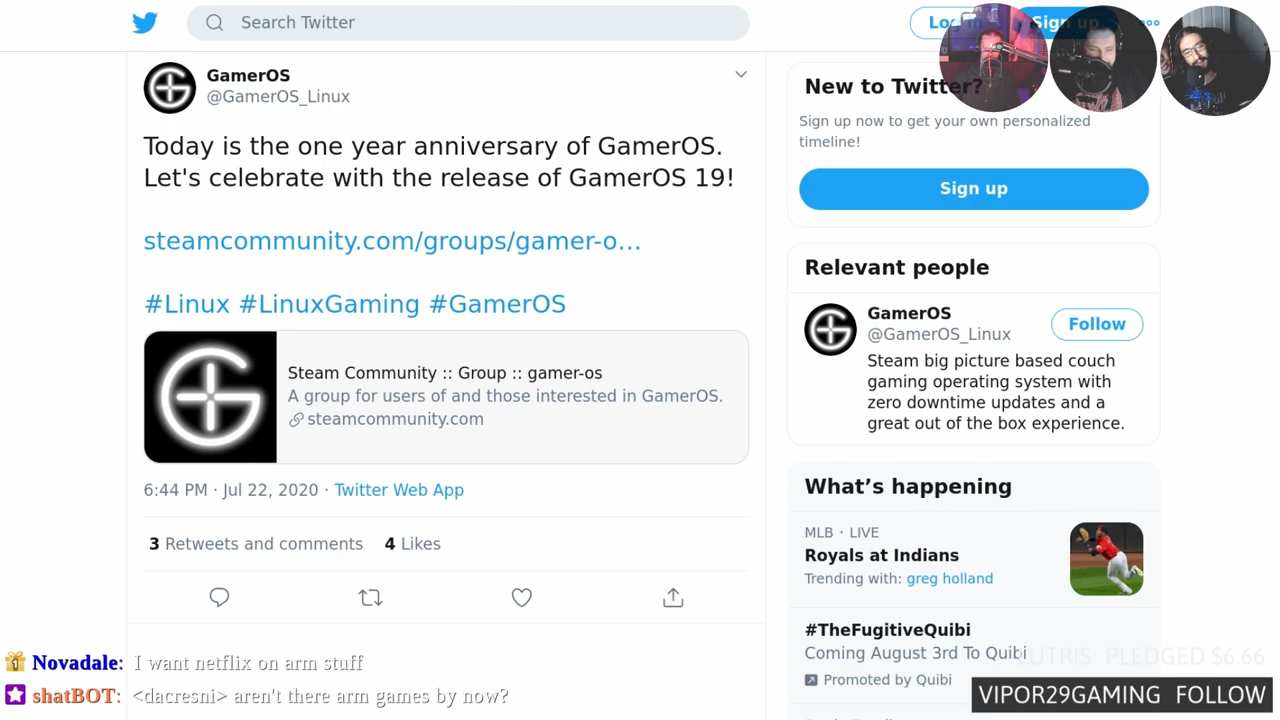 Search Twitter
Log in
Sign up
GamerOS
@GamerOS_Linux
Today is the one year anniversary of GamerOS.
Let's celebrate with the release of GamerOS 19!
steamcommunity.com/groups/gamer-o…
#Linux #LinuxGaming #GamerOS
Steam Community :: Group :: gamer-os
A group for users of and those interested in GamerOS.
steamcommunity.com
6:44 PM · Jul 22, 2020 · Twitter Web App
3 Retweets and comments 4 Likes
New to Twitter?
Sign up now to get your own personalized
timeline!
Sign up
Relevant people
GamerOS
@GamerOS_Linux
Follow
Steam big picture based couch
gaming operating system with
zero downtime updates and a
great out of the box experience.
What's happening
MLB · LIVE
Royals at Indians
Trending with: greg holland
#TheFugitiveQuibi
Coming August 3rd To Quibi
Promoted by Quibi
Novadale: I want netflix on arm stuff
shatBOT: <dacresni> aren't there arm games by now?
LUTRIS PLEDGED $6.66
VIPOR29GAMING FOLLOW